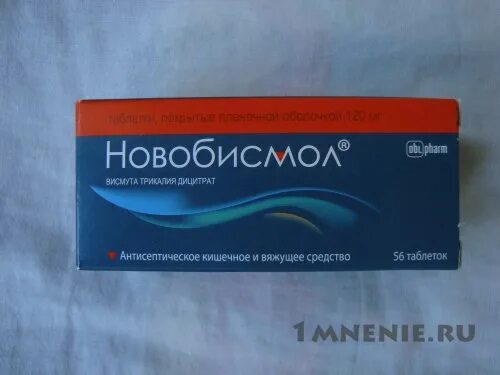 таблетки, покрытые пленочной оболочкой 120 мг
НОВОБИСМОЛ®
obl pharm
ВИСМУТА ТРИКАЛИЯ ДИЦИТРАТ
Антисептическое кишечное и вяжущее средство
56 таблеток
1MNENIE.RU